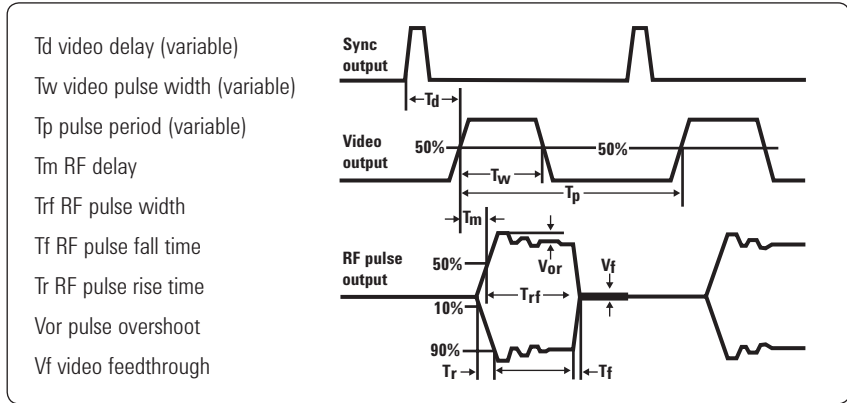 Td video delay (variable)
Tw video pulse width (variable)
Tp pulse period (variable)
Tm RF delay
Trf RF pulse width
Tf RF pulse fall time
Tr RF pulse rise time
Vor pulse overshoot
Vf video feedthrough
Sync
output
Td
Video
output
50%
50%
Tw
Tp
Tm
RF pulse
output
50%
Vor
Vf
Trf
10%
90%
Tr
Tf